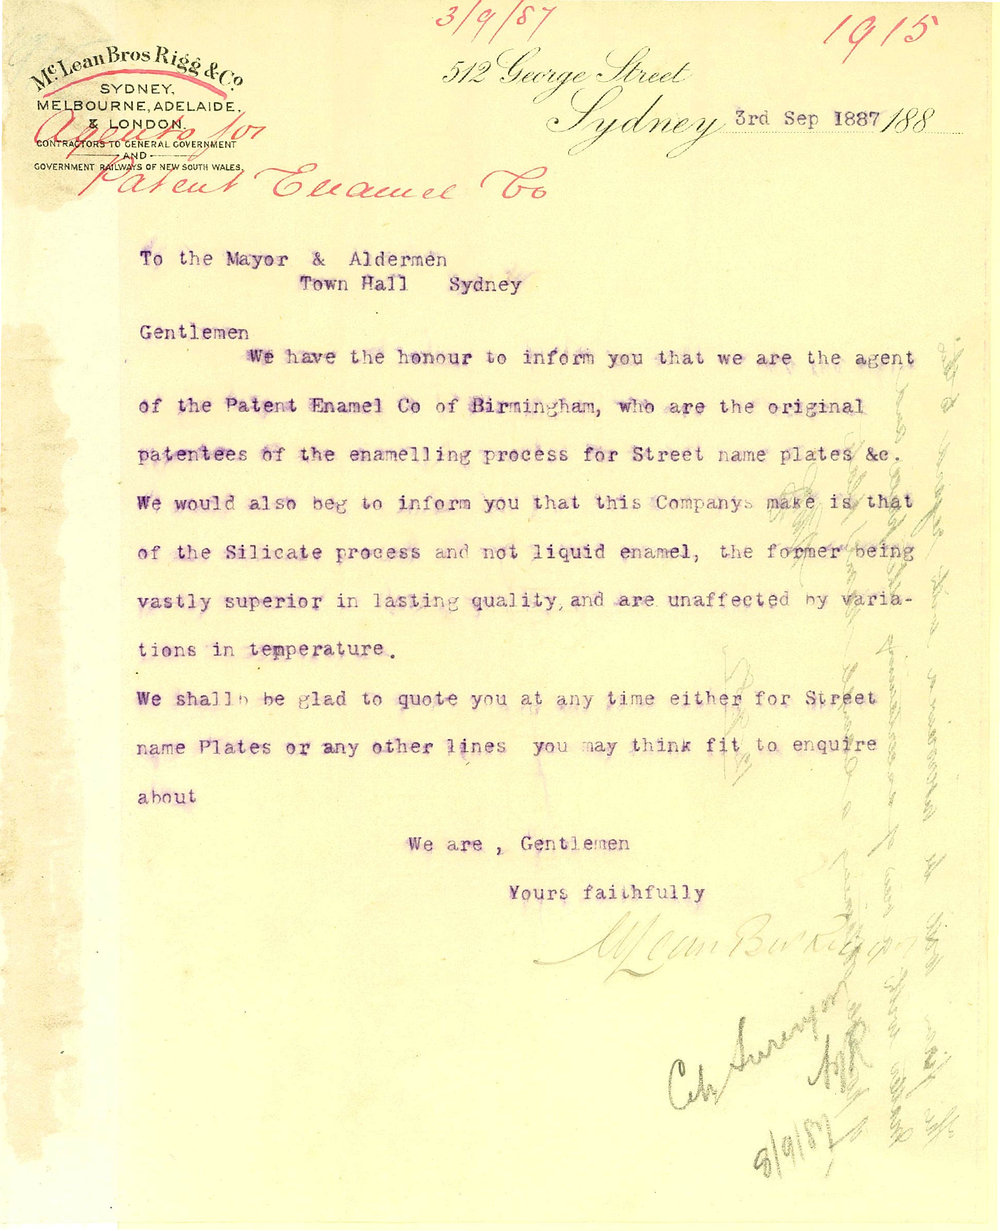 3/9/87
1915
McLean Bros Rigg & Co.
SYDNEY,
MELBOURNE, ADELAIDE,
& LONDON.
CONTRACTORS TO GENERAL GOVERNMENT
AND
GOVERNMENT RAILWAYS OF NEW SOUTH WALES.
Agents for
Patent Enamel Co
512 George Street
Sydney 3rd Sep 1887 188
To the Mayor & Aldermen
Town Hall Sydney
Gentlemen
We have the honour to inform you that we are the agent
of the Patent Enamel Co of Birmingham, who are the original
patentees of the enamelling process for Street name plates &c.
We would also beg to inform you that this Companys make is that
of the Silicate process and not liquid enamel, the former being
vastly superior in lasting quality, and are unaffected by varia-
tions in temperature.
We shallb be glad to quote you at any time either for Street
name Plates or any other lines you may think fit to enquire
about
We are , Gentlemen
Yours faithfully
McLean Bros Rigg
City Surveyor
8/9/87